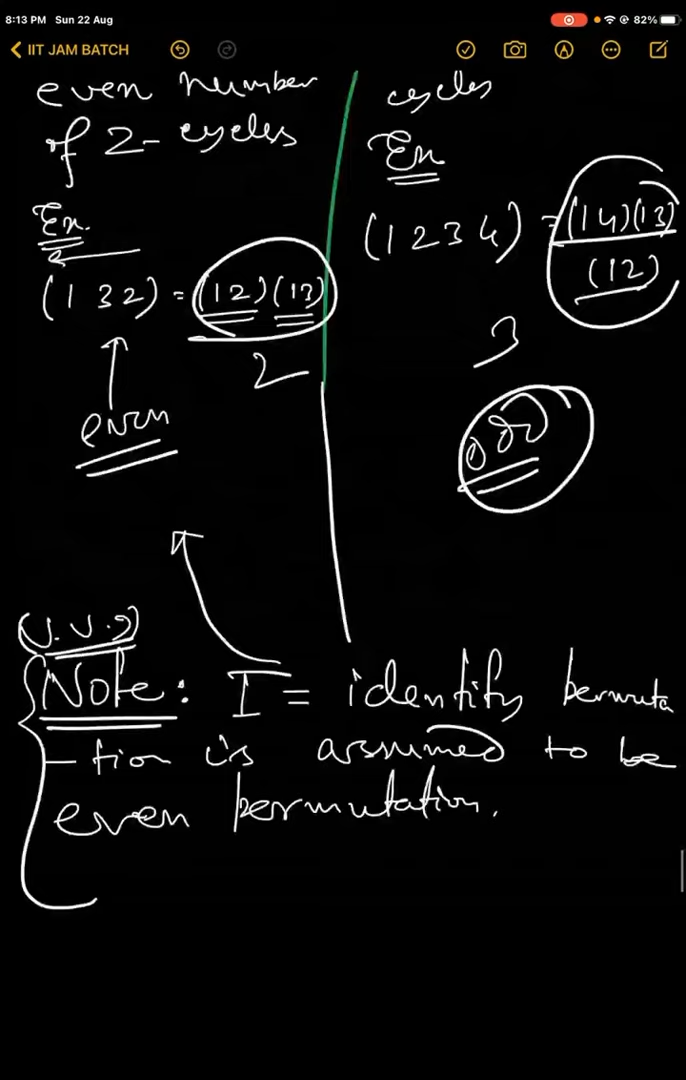 8:13 PM Sun 22 Aug
82%
IIT JAM BATCH
even number
of 2- cycles
Ex.
(1 3 2) = (1 2) (1 3)
2
even
cycles
Ex
(1 2 3 4) = (1 4) (1 3)
(1 2)
3
odd
Note: I = identity permuta
-tion is assumed to be
even permutation.